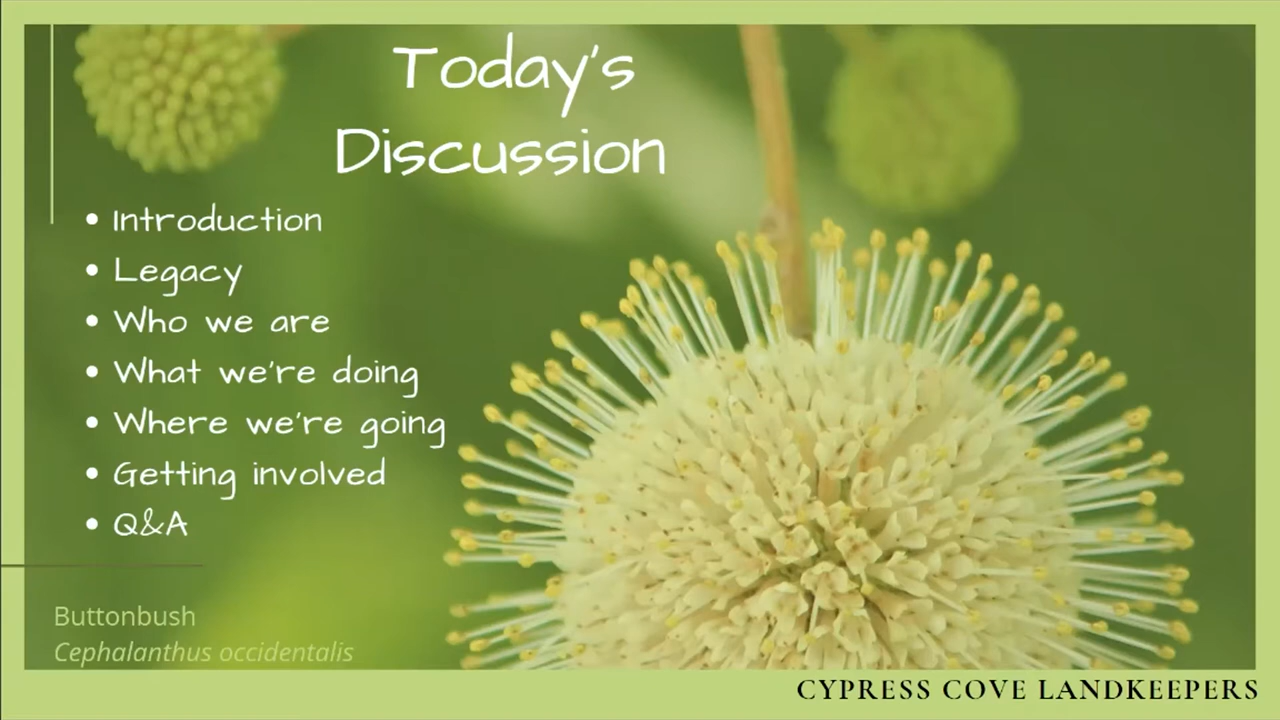 Today's
Discussion
• Introduction
• Legacy
• Who we are
• What we're doing
• Where we're going
• Getting involved
• Q&A
Buttonbush
Cephalanthus occidentalis
CYPRESS COVE LANDKEEPERS